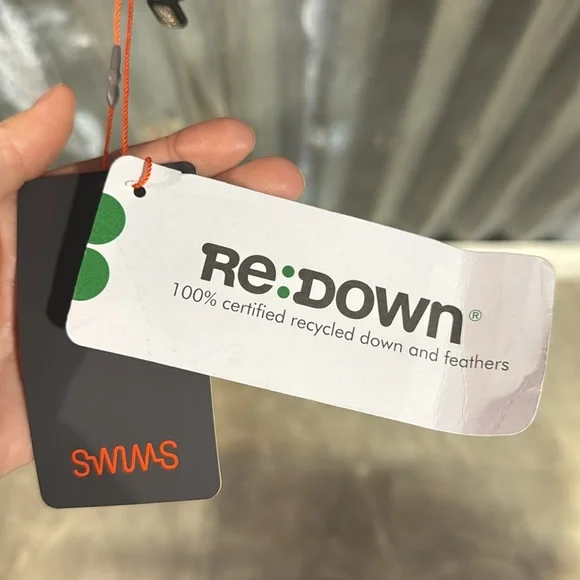 Re:Down®
100% certified recycled down and feathers
SWIMS